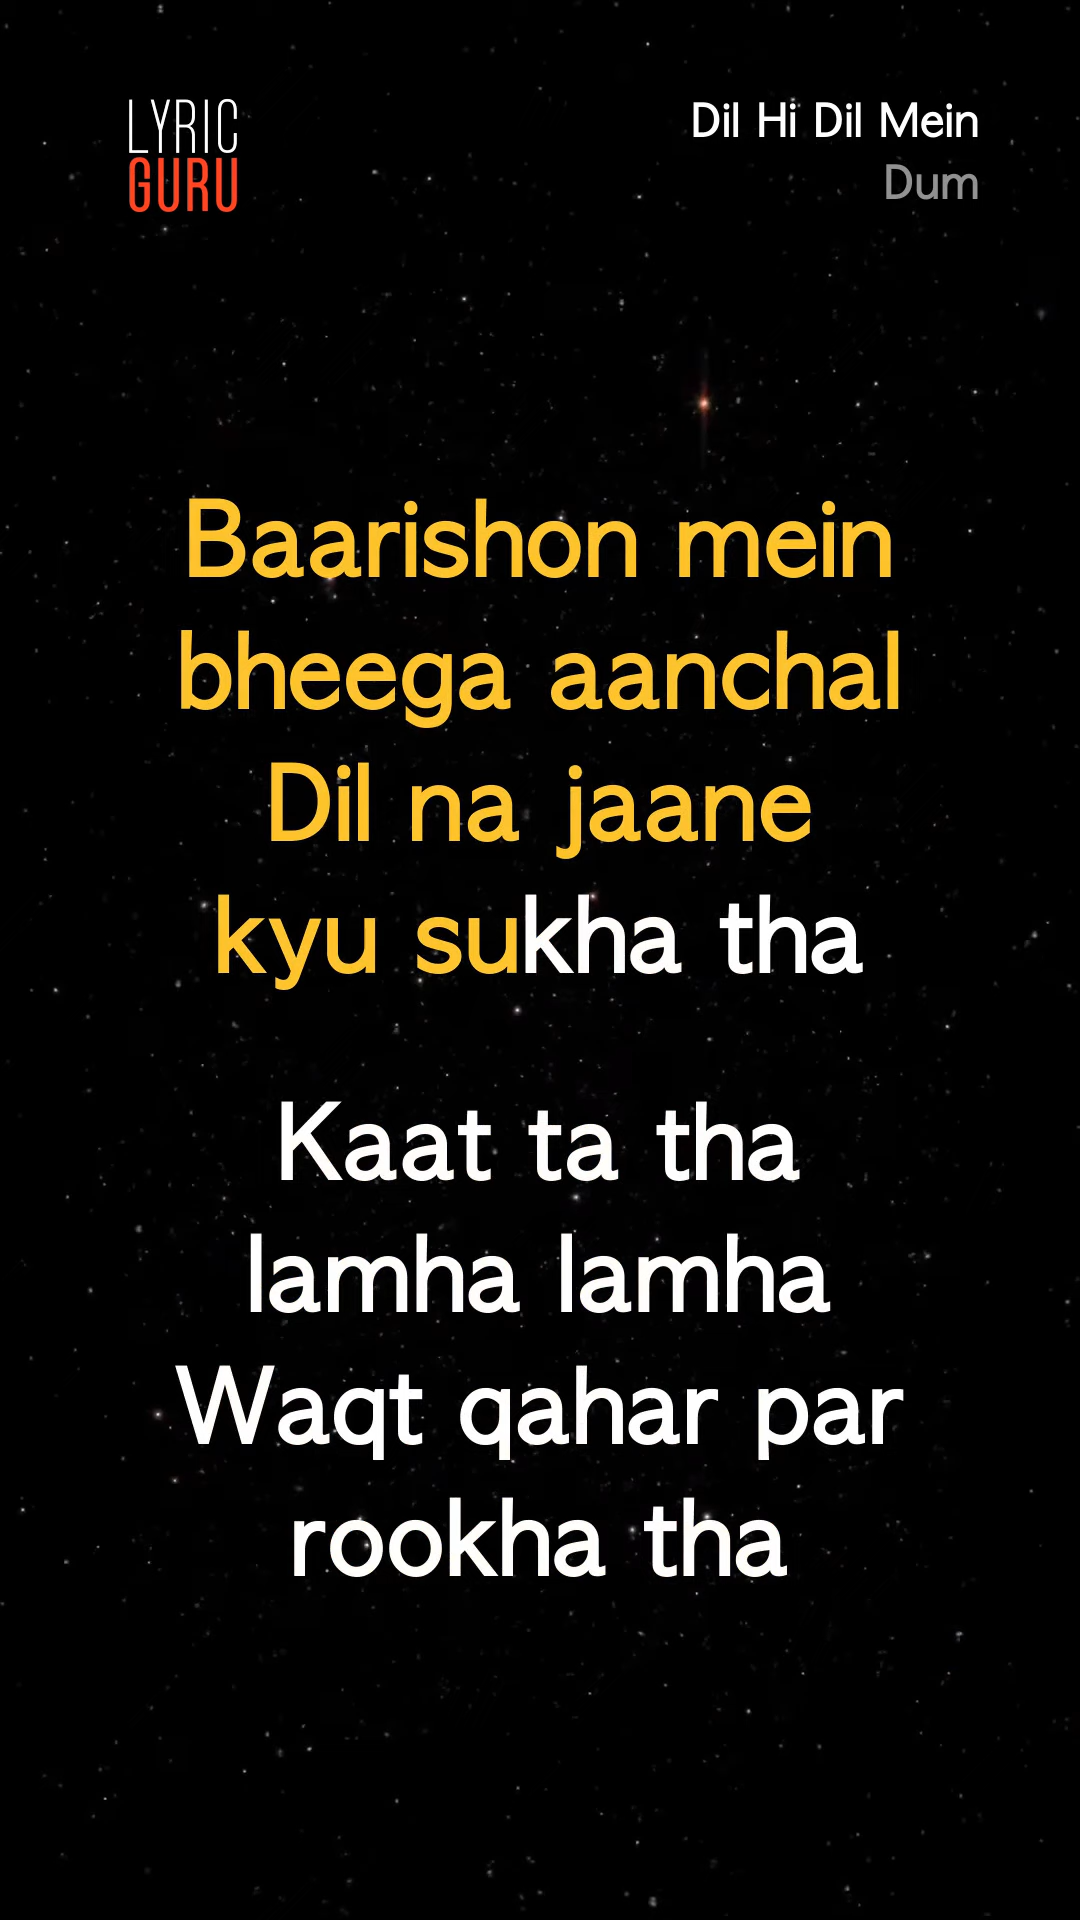 LYRIC
GURU
Dil Hi Dil Mein
Dum
Baarishon mein
bheega aanchal
Dil na jaane
kyu sukha tha
Kaat ta tha
lamha lamha
Waqt qahar par
rookha tha